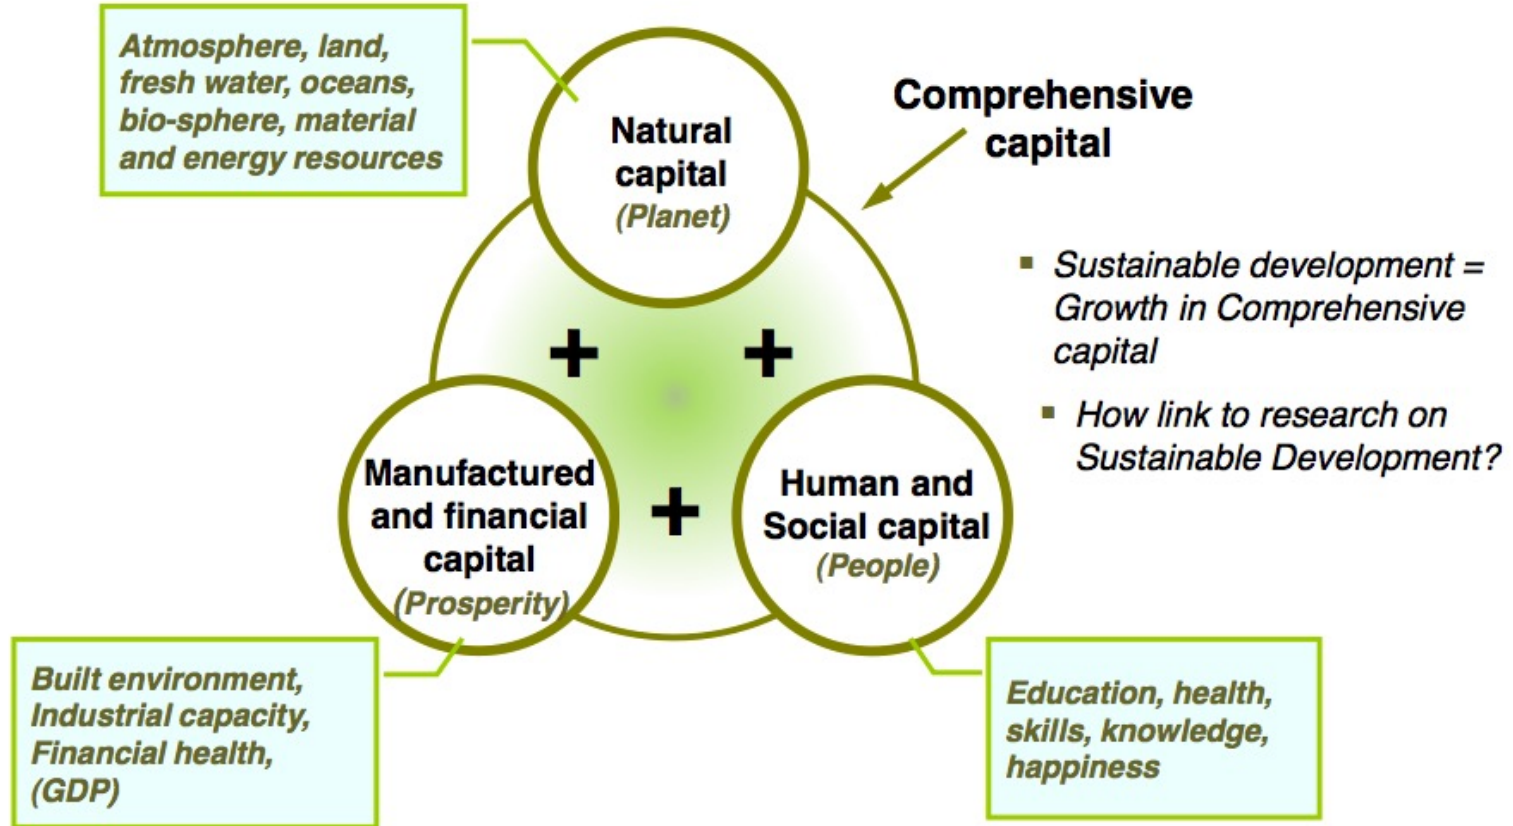 Atmosphere, land,
fresh water, oceans,
bio-sphere, material
and energy resources
Natural
capital
(Planet)
Comprehensive
capital
▪ Sustainable development =
Growth in Comprehensive
capital
▪ How link to research on
Sustainable Development?
+ +
Manufactured
and financial
capital
(Prosperity)
+
Human and
Social capital
(People)
Built environment,
Industrial capacity,
Financial health,
(GDP)
Education, health,
skills, knowledge,
happiness